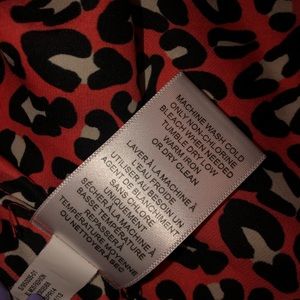 MACHINE WASH COLD
ONLY NON-CHLORINE
BLEACH WHEN NEEDED
TUMBLE DRY LOW
WARM IRON
OR DRY CLEAN
LAVER À LA MACHINE À
L'EAU FROIDE
UTILISER AU BESOIN UN
AGENT DE BLANCHIMENT
SANS CHLORE
SÉCHER À LA MACHINE À
BASSE TEMPÉRATURE
REPASSER À
TEMPÉRATURE MOYENNE
OU NETTOYER À SEC